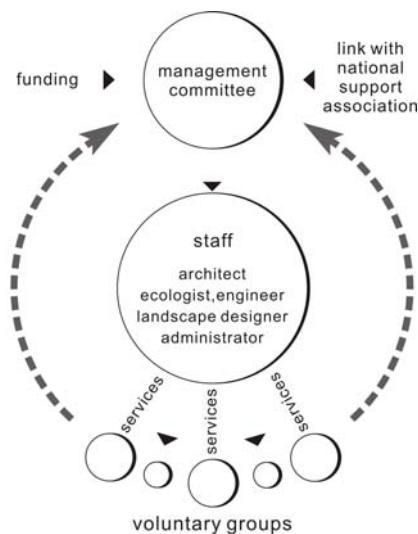 funding
management
committee
link with
national
support
association
staff
architect
ecologist,engineer
landscape designer
administrator
services
services
services
voluntary groups